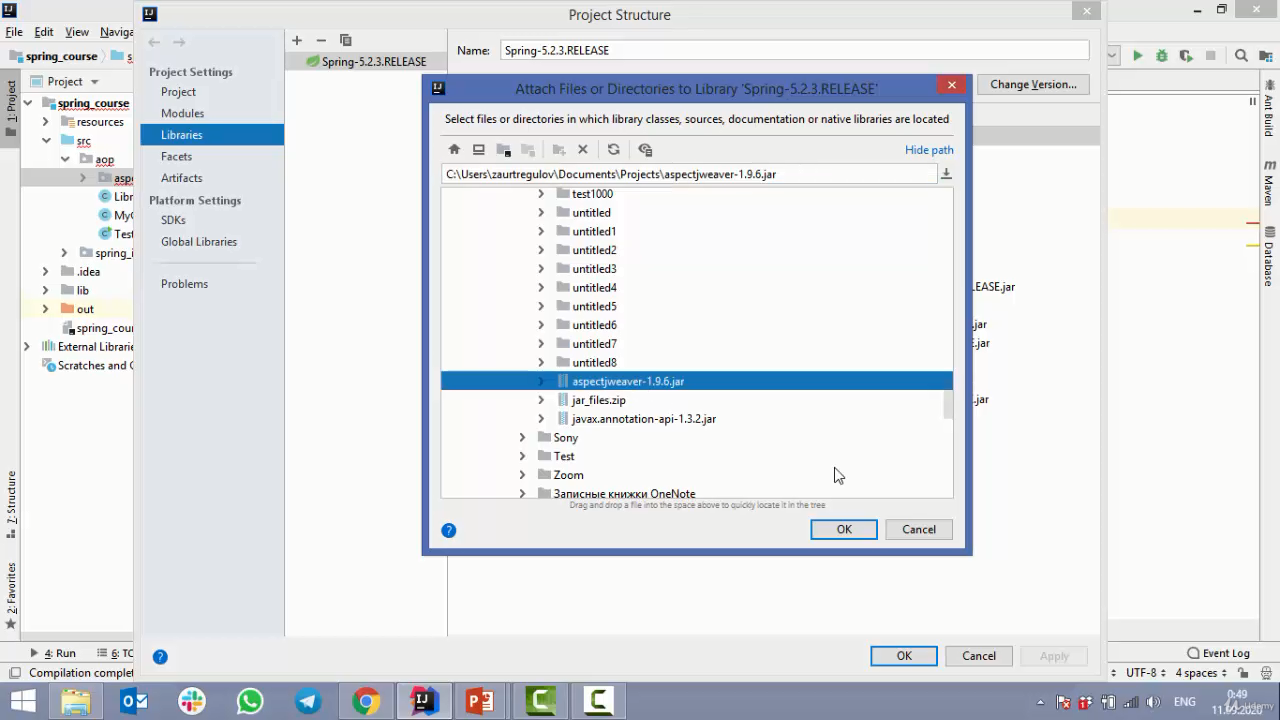 Project Structure
File Edit View Naviga
spring_course
Project
spring_course
resources
src
aop
asp
Libr
MyC
Test
spring_i
.idea
lib
out
spring_cou
External Librarie
Scratches and C
1: Project
7: Structure
2: Favorites
Project Settings
Project
Modules
Libraries
Facets
Artifacts
Platform Settings
SDKs
Global Libraries
Problems
Spring-5.2.3.RELEASE
Name: Spring-5.2.3.RELEASE
Change Version...
Attach Files or Directories to Library 'Spring-5.2.3.RELEASE'
Select files or directories in which library classes, sources, documentation or native libraries are located
Hide path
C:\Users\zaurtregulov\Documents\Projects\aspectjweaver-1.9.6.jar
test1000
untitled
untitled1
untitled2
untitled3
untitled4
untitled5
untitled6
untitled7
untitled8
aspectjweaver-1.9.6.jar
jar_files.zip
javax.annotation-api-1.3.2.jar
Sony
Test
Zoom
Записные книжки OneNote
Drag and drop a file into the space above to quickly locate it in the tree
OK Cancel
LEASE.jar
se.jar
E.jar
se.jar
OK Cancel Apply
Ant Build
Maven
Database
4: Run 6: TO
Event Log
Compilation complet
UTF-8 4 spaces
ENG
0:49
11.09.2020
Udemy